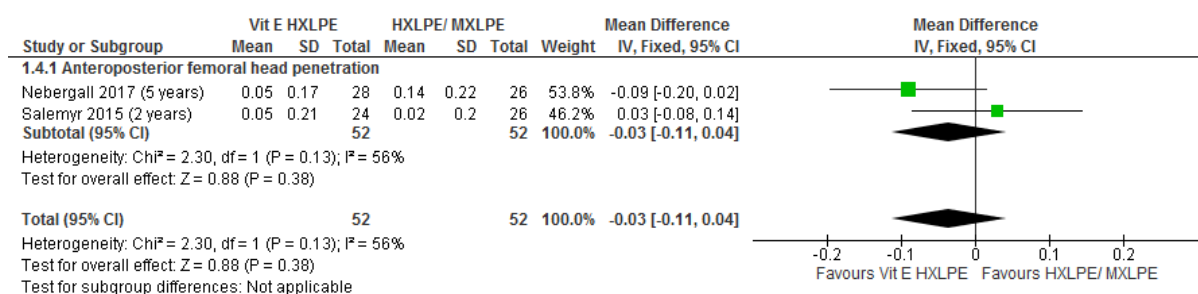 Vit E HXLPE HXLPE/ MXLPE Mean Difference Mean Difference
Study or Subgroup Mean SD Total Mean SD Total Weight IV, Fixed, 95% CI IV, Fixed, 95% CI
1.4.1 Anteroposterior femoral head penetration
Nebergall 2017 (5 years) 0.05 0.17 28 0.14 0.22 26 53.8% -0.09 [-0.20, 0.02]
Salemyr 2015 (2 years) 0.05 0.21 24 0.02 0.2 26 46.2% 0.03 [-0.08, 0.14]
Subtotal (95% CI) 52 52 100.0% -0.03 [-0.11, 0.04]
Heterogeneity: Chi² = 2.30, df = 1 (P = 0.13); I² = 56%
Test for overall effect: Z = 0.88 (P = 0.38)
Total (95% CI) 52 52 100.0% -0.03 [-0.11, 0.04]
Heterogeneity: Chi² = 2.30, df = 1 (P = 0.13); I² = 56%
Test for overall effect: Z = 0.88 (P = 0.38)
Test for subgroup differences: Not applicable
-0.2 -0.1 0 0.1 0.2
Favours Vit E HXLPE Favours HXLPE/ MXLPE